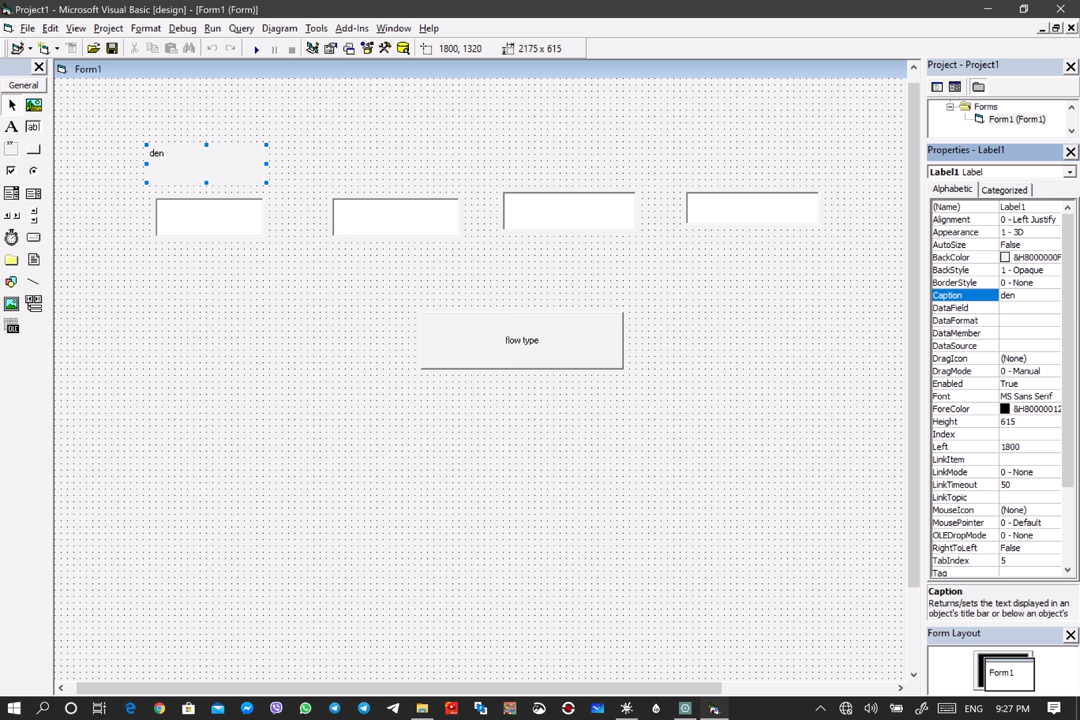 Project1 - Microsoft Visual Basic [design] - [Form1 (Form)]
File Edit View Project Format Debug Run Query Diagram Tools Add-Ins Window Help
1800, 1320 2175 x 615
General
A ab|
XY
OLE
Form1
den
flow type
Project - Project1
Forms
Form1 (Form1)
Properties - Label1
Label1 Label
Alphabetic Categorized
(Name) Label1
Alignment 0 - Left Justify
Appearance 1 - 3D
AutoSize False
BackColor &H8000000F
BackStyle 1 - Opaque
BorderStyle 0 - None
Caption den
DataField
DataFormat
DataMember
DataSource
DragIcon (None)
DragMode 0 - Manual
Enabled True
Font MS Sans Serif
ForeColor &H80000012
Height 615
Index
Left 1800
LinkItem
LinkMode 0 - None
LinkTimeout 50
LinkTopic
MouseIcon (None)
MousePointer 0 - Default
OLEDropMode 0 - None
RightToLeft False
TabIndex 5
Tag
Caption
Returns/sets the text displayed in an
object's title bar or below an object's
Form Layout
Form1
ENG 9:27 PM